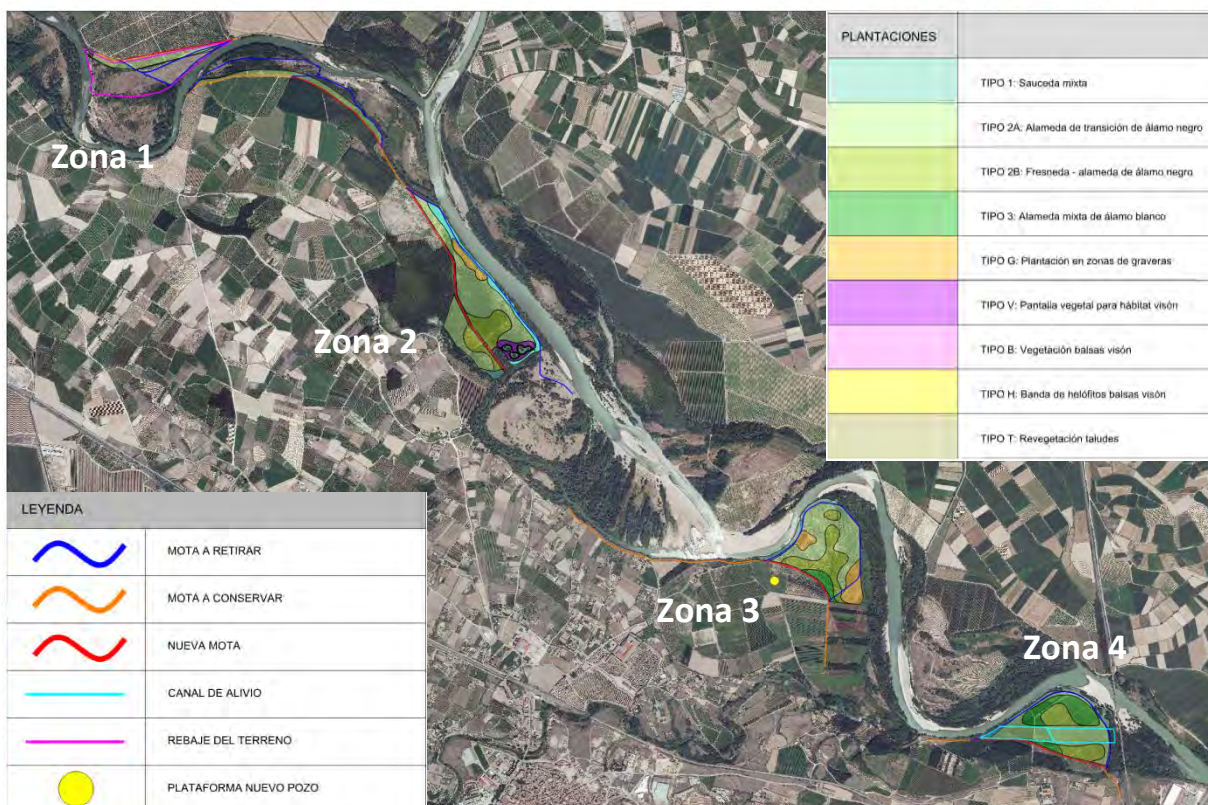 PLANTACIONES
TIPO 1: Sauceda mixta
TIPO 2A: Alameda de transición de álamo negro
TIPO 2B: Fresneda - alameda de álamo negro
TIPO 3: Alameda mixta de álamo blanco
TIPO G: Plantación en zonas de graveras
TIPO V: Pantalla vegetal para hábitat visón
TIPO B: Vegetación balsas visón
TIPO H: Banda de helófitos balsas visón
TIPO T: Revegetación taludes
Zona 1
Zona 2
Zona 3
Zona 4
LEYENDA
MOTA A RETIRAR
MOTA A CONSERVAR
NUEVA MOTA
CANAL DE ALIVIO
REBAJE DEL TERRENO
PLATAFORMA NUEVO POZO